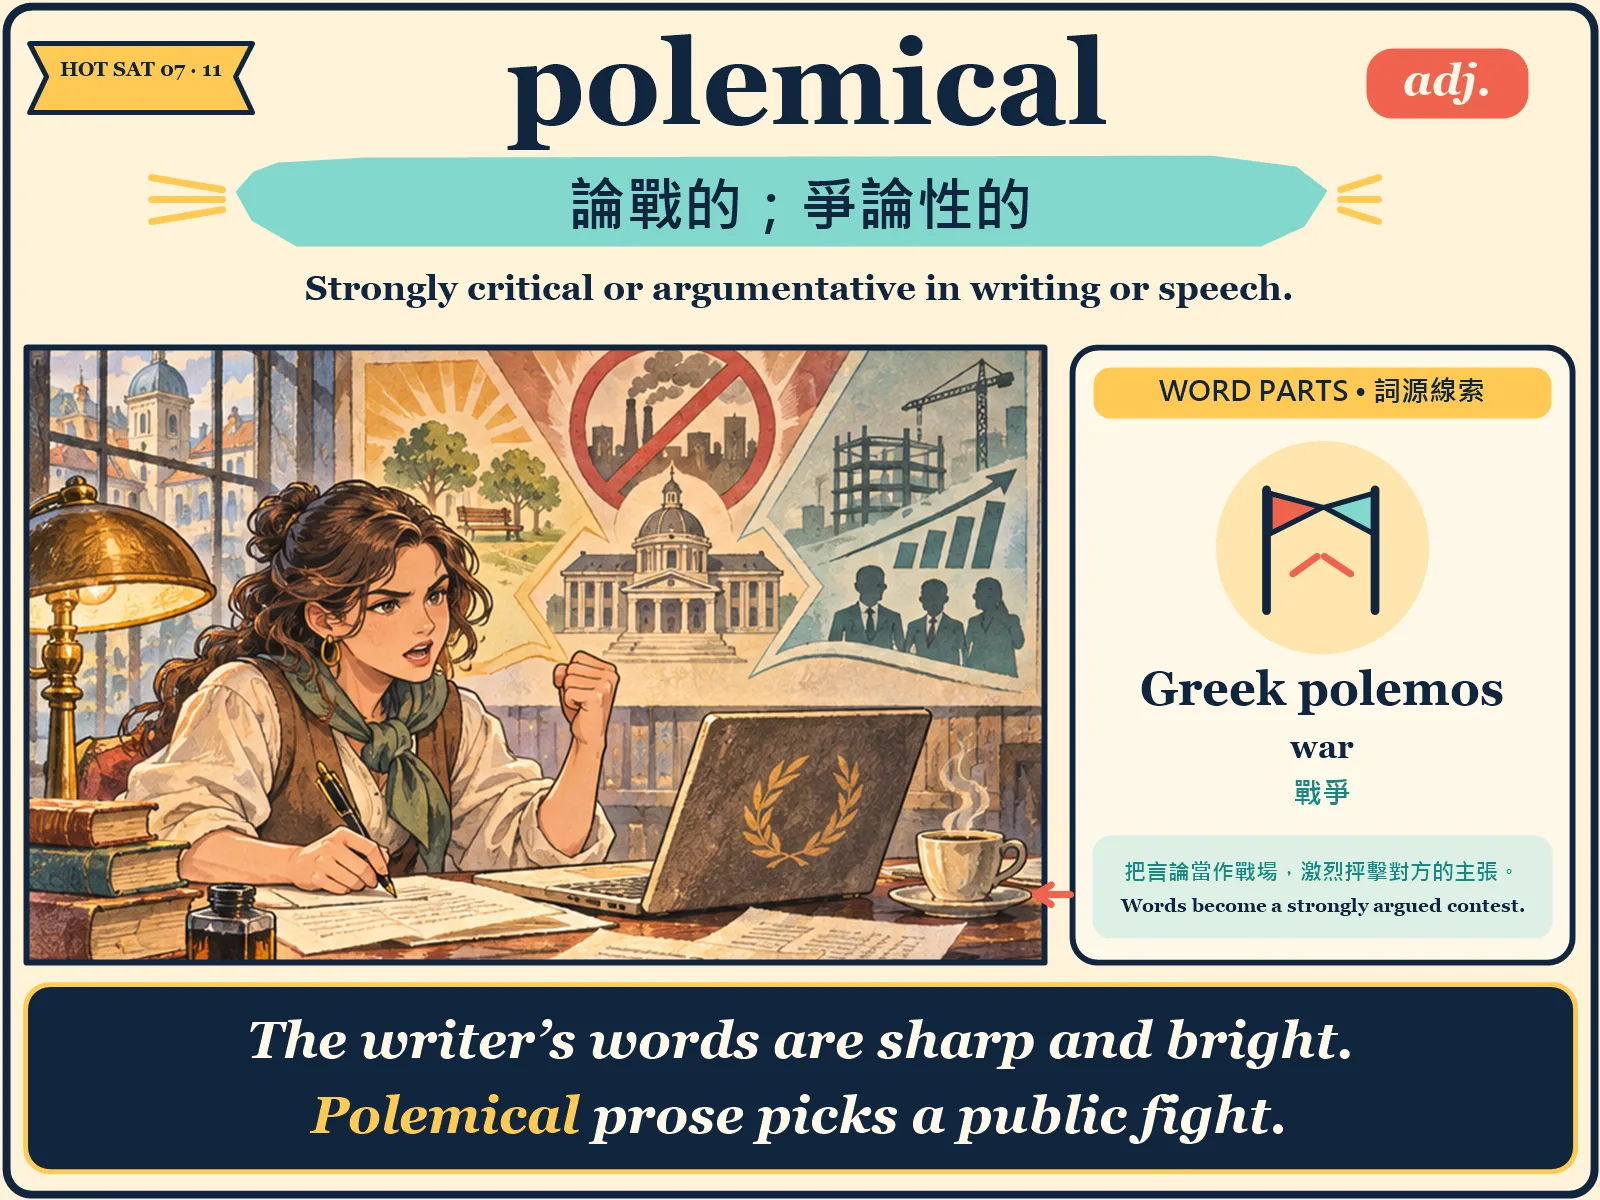 HOT SAT 07 · 11
polemical
adj.
論戰的；爭論性的
Strongly critical or argumentative in writing or speech.
WORD PARTS • 詞源線索
Greek polemos
war
戰爭
把言論當作戰場，激烈抨擊對方的主張。
Words become a strongly argued contest.
The writer’s words are sharp and bright.
Polemical prose picks a public fight.